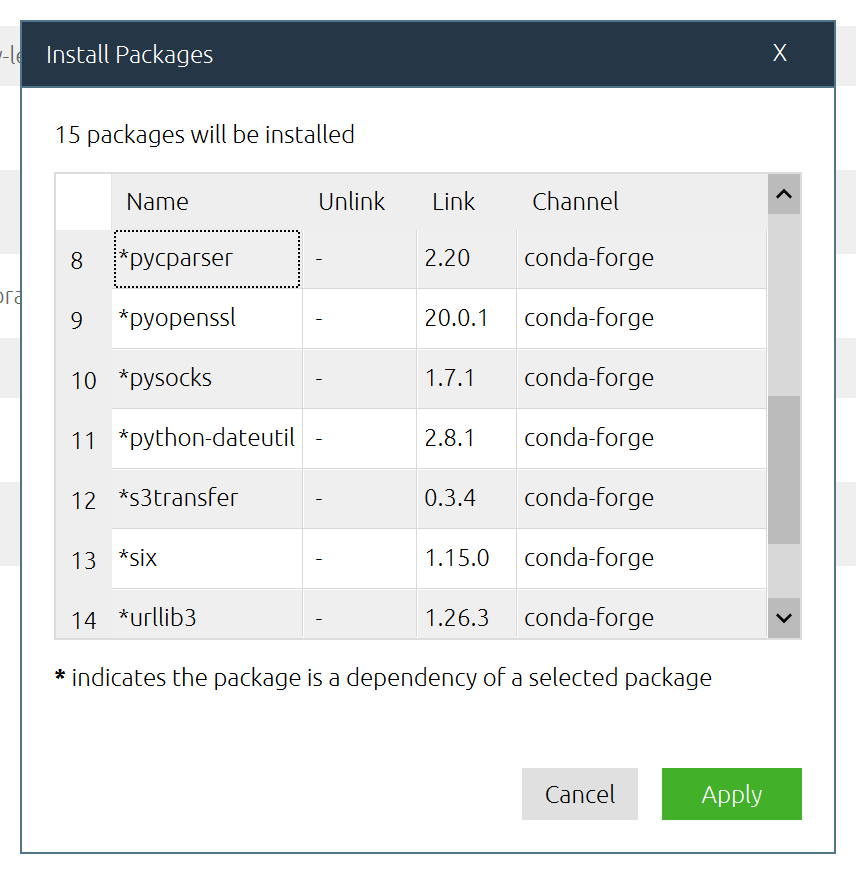 Install Packages X
15 packages will be installed
Name Unlink Link Channel
8 *pycparser - 2.20 conda-forge
9 *pyopenssl - 20.0.1 conda-forge
10 *pysocks - 1.7.1 conda-forge
11 *python-dateutil - 2.8.1 conda-forge
12 *s3transfer - 0.3.4 conda-forge
13 *six - 1.15.0 conda-forge
14 *urllib3 - 1.26.3 conda-forge
* indicates the package is a dependency of a selected package
Cancel Apply